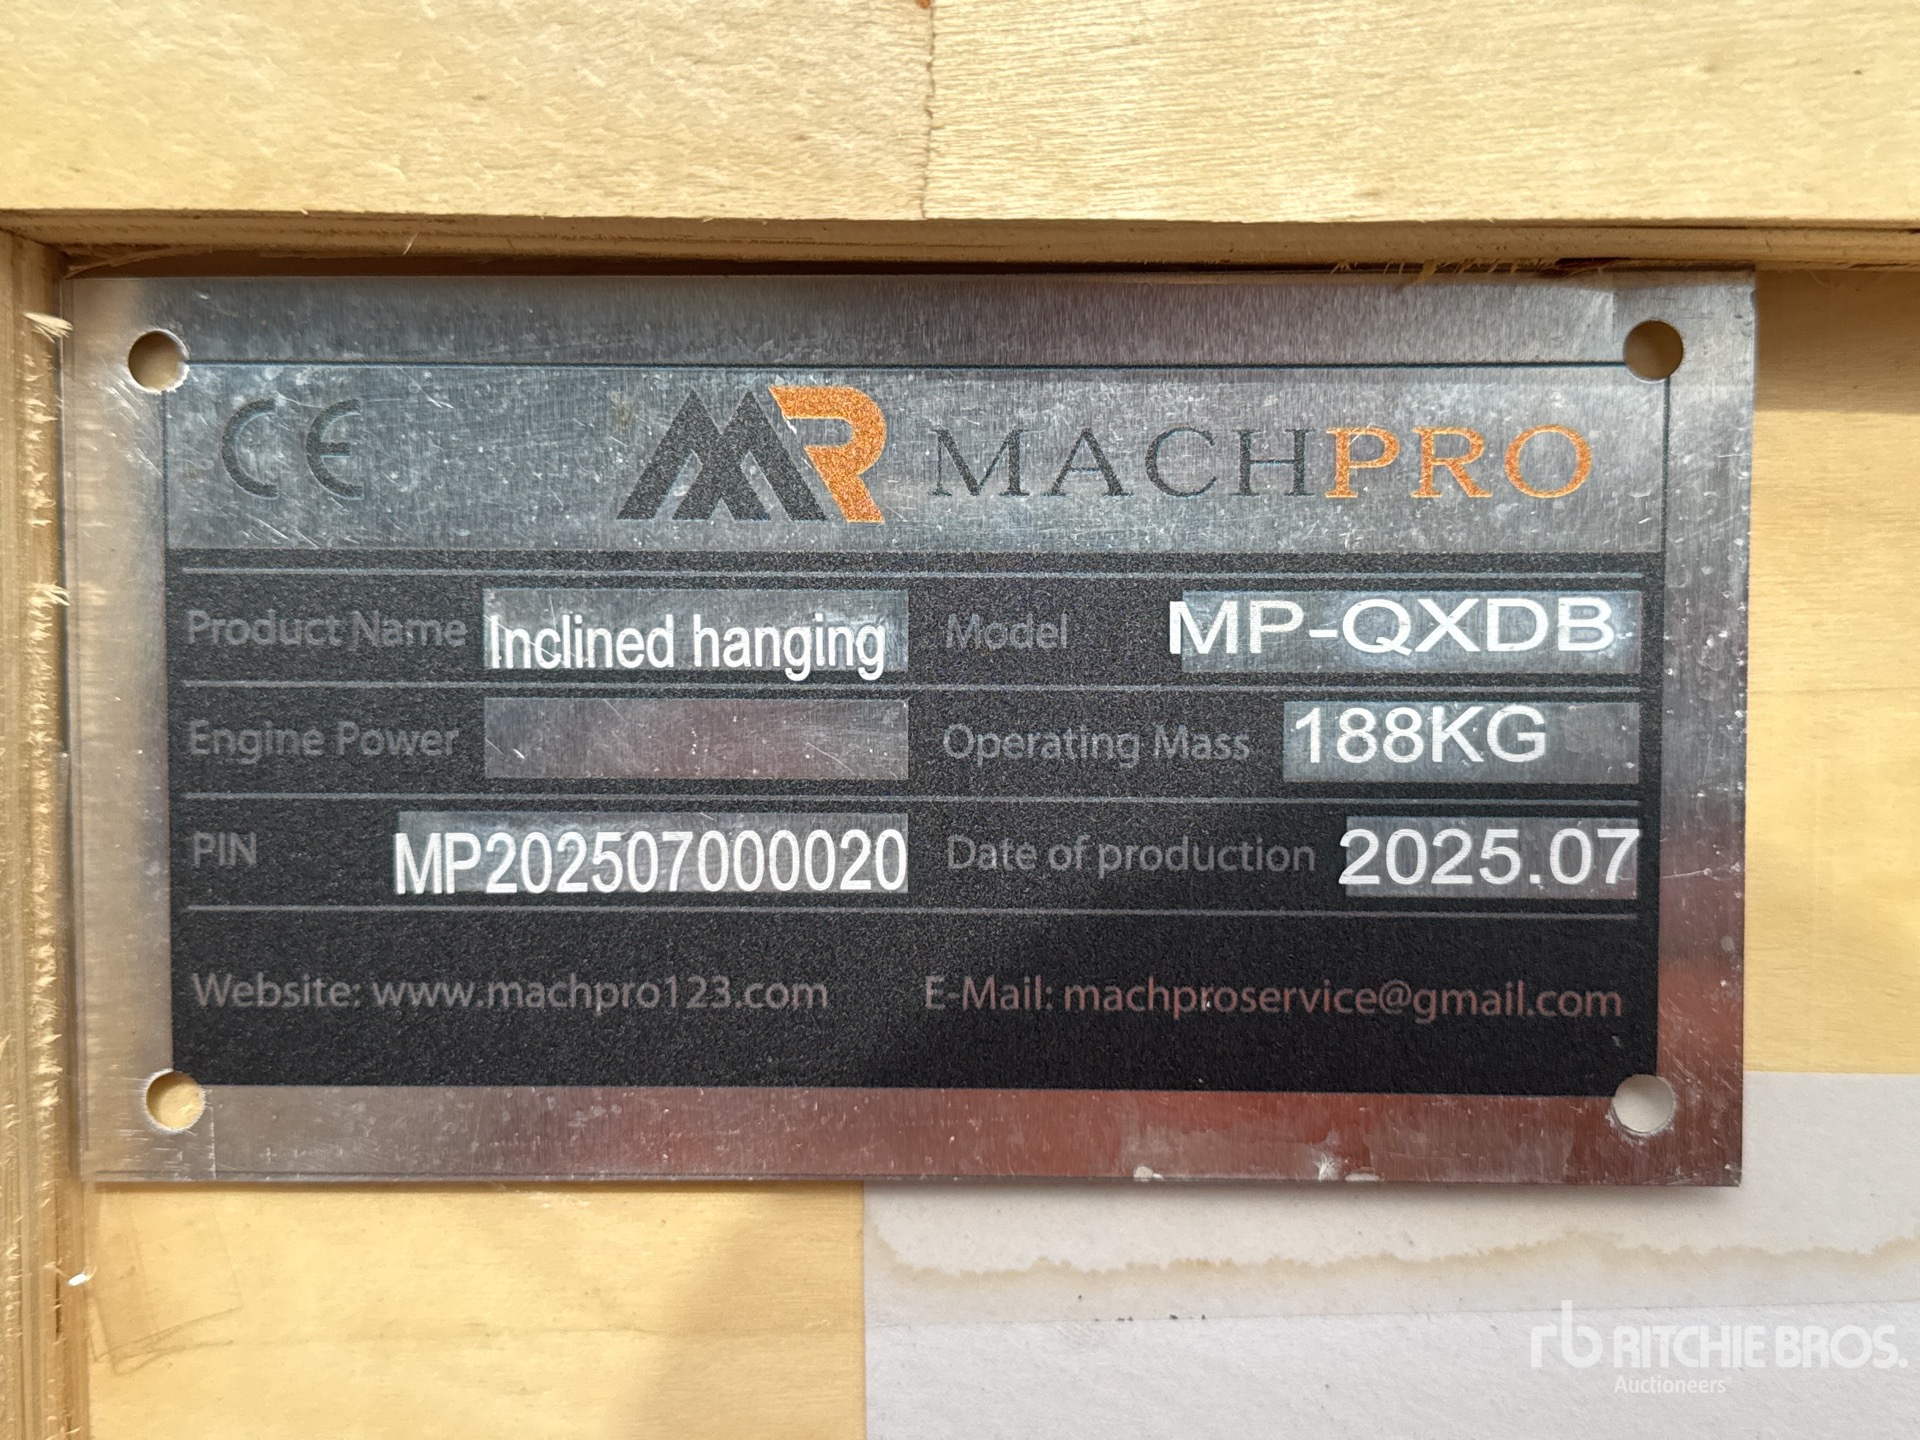 CE MR MACHPRO
Product Name Inclined hanging Model MP-QXDB
Engine Power Operating Mass 188KG
PIN MP202507000020 Date of production 2025.07
Website: www.machpro123.com E-Mail: machproservice@gmail.com
rb RITCHIE BROS.
Auctioneers